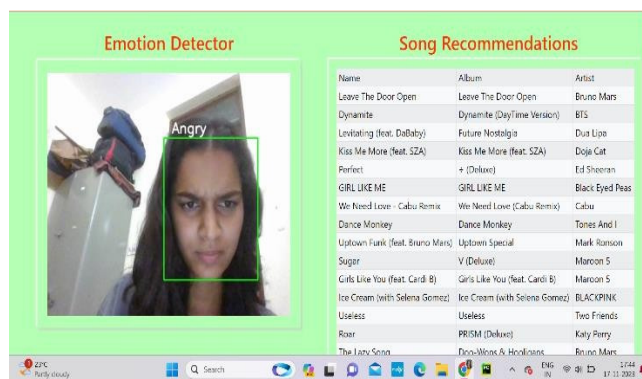 Emotion Detector
Song Recommendations
Angry
Name Album Artist
Leave The Door Open Leave The Door Open Bruno Mars
Dynamite Dynamite (DayTime Version) BTS
Levitating (feat. DaBaby) Future Nostalgia Dua Lipa
Kiss Me More (feat. SZA) Kiss Me More (feat. SZA) Doja Cat
Perfect ÷ (Deluxe) Ed Sheeran
GIRL LIKE ME GIRL LIKE ME Black Eyed Peas
We Need Love - Cabu Remix We Need Love (Cabu Remix) Cabu
Dance Monkey Dance Monkey Tones And I
Uptown Funk (feat. Bruno Mars) Uptown Special Mark Ronson
Sugar V (Deluxe) Maroon 5
Girls Like You (feat. Cardi B) Girls Like You (feat. Cardi B) Maroon 5
Ice Cream (with Selena Gomez) Ice Cream (with Selena Gomez) BLACKPINK
Useless Useless Two Friends
Roar PRISM (Deluxe) Katy Perry
The Lazy Song Doo-Wops & Hooligans Bruno Mars
23°C
Partly cloudy
Search
ENG
IN
17:44
17-11-2023